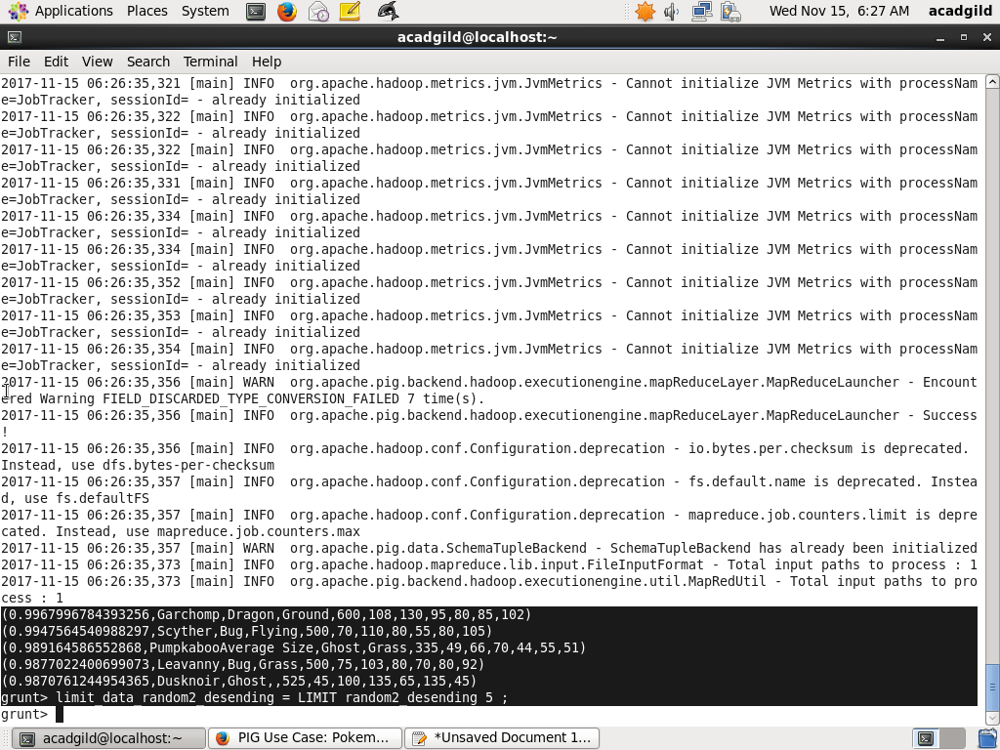 Applications Places System Wed Nov 15, 6:27 AM acadgild
acadgild@localhost:~
File Edit View Search Terminal Help
2017-11-15 06:26:35,321 [main] INFO  org.apache.hadoop.metrics.jvm.JvmMetrics - Cannot initialize JVM Metrics with processNam
e=JobTracker, sessionId= - already initialized
2017-11-15 06:26:35,322 [main] INFO  org.apache.hadoop.metrics.jvm.JvmMetrics - Cannot initialize JVM Metrics with processNam
e=JobTracker, sessionId= - already initialized
2017-11-15 06:26:35,322 [main] INFO  org.apache.hadoop.metrics.jvm.JvmMetrics - Cannot initialize JVM Metrics with processNam
e=JobTracker, sessionId= - already initialized
2017-11-15 06:26:35,331 [main] INFO  org.apache.hadoop.metrics.jvm.JvmMetrics - Cannot initialize JVM Metrics with processNam
e=JobTracker, sessionId= - already initialized
2017-11-15 06:26:35,334 [main] INFO  org.apache.hadoop.metrics.jvm.JvmMetrics - Cannot initialize JVM Metrics with processNam
e=JobTracker, sessionId= - already initialized
2017-11-15 06:26:35,334 [main] INFO  org.apache.hadoop.metrics.jvm.JvmMetrics - Cannot initialize JVM Metrics with processNam
e=JobTracker, sessionId= - already initialized
2017-11-15 06:26:35,352 [main] INFO  org.apache.hadoop.metrics.jvm.JvmMetrics - Cannot initialize JVM Metrics with processNam
e=JobTracker, sessionId= - already initialized
2017-11-15 06:26:35,353 [main] INFO  org.apache.hadoop.metrics.jvm.JvmMetrics - Cannot initialize JVM Metrics with processNam
e=JobTracker, sessionId= - already initialized
2017-11-15 06:26:35,354 [main] INFO  org.apache.hadoop.metrics.jvm.JvmMetrics - Cannot initialize JVM Metrics with processNam
e=JobTracker, sessionId= - already initialized
2017-11-15 06:26:35,356 [main] WARN  org.apache.pig.backend.hadoop.executionengine.mapReduceLayer.MapReduceLauncher - Encount
ered Warning FIELD_DISCARDED_TYPE_CONVERSION_FAILED 7 time(s).
2017-11-15 06:26:35,356 [main] INFO  org.apache.pig.backend.hadoop.executionengine.mapReduceLayer.MapReduceLauncher - Success
!
2017-11-15 06:26:35,356 [main] INFO  org.apache.hadoop.conf.Configuration.deprecation - io.bytes.per.checksum is deprecated.
Instead, use dfs.bytes-per-checksum
2017-11-15 06:26:35,357 [main] INFO  org.apache.hadoop.conf.Configuration.deprecation - fs.default.name is deprecated. Instea
d, use fs.defaultFS
2017-11-15 06:26:35,357 [main] INFO  org.apache.hadoop.conf.Configuration.deprecation - mapreduce.job.counters.limit is depre
cated. Instead, use mapreduce.job.counters.max
2017-11-15 06:26:35,357 [main] WARN  org.apache.pig.data.SchemaTupleBackend - SchemaTupleBackend has already been initialized
2017-11-15 06:26:35,373 [main] INFO  org.apache.hadoop.mapreduce.lib.input.FileInputFormat - Total input paths to process : 1
2017-11-15 06:26:35,373 [main] INFO  org.apache.pig.backend.hadoop.executionengine.util.MapRedUtil - Total input paths to pro
cess : 1
(0.9967996784393256,Garchomp,Dragon,Ground,600,108,130,95,80,85,102)
(0.9947564540988297,Scyther,Bug,Flying,500,70,110,80,55,80,105)
(0.989164586552868,PumpkabooAverage Size,Ghost,Grass,335,49,66,70,44,55,51)
(0.9877022400699073,Leavanny,Bug,Grass,500,75,103,80,70,80,92)
(0.9870761244954365,Dusknoir,Ghost,,525,45,100,135,65,135,45)
grunt> limit_data_random2_desending = LIMIT random2_desending 5 ;
grunt>
acadgild@localhost:~ PIG Use Case: Pokem... *Unsaved Document 1...